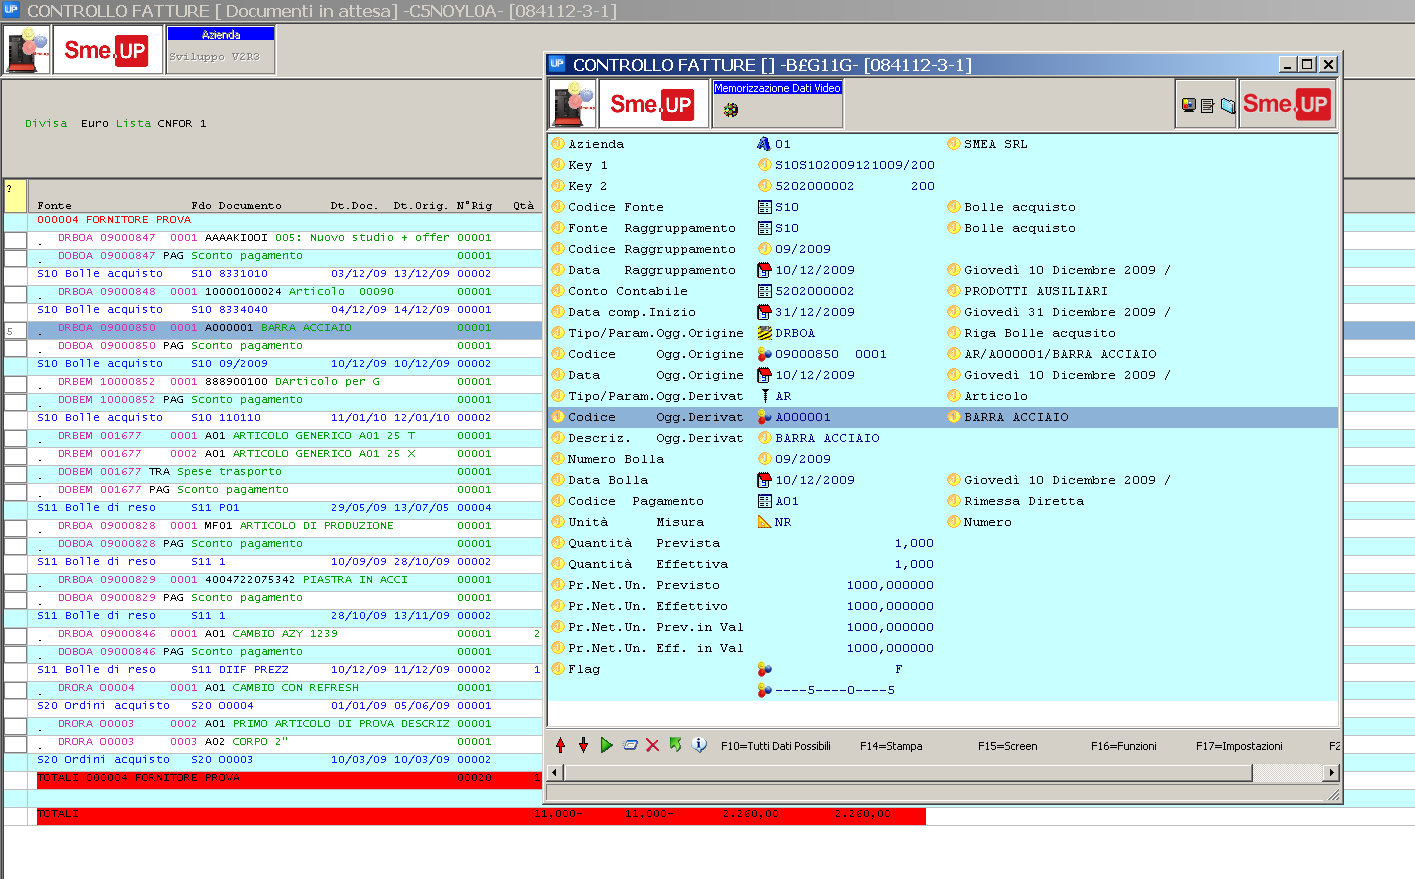 UP CONTROLLO FATTURE [ Documenti in attesa] -C5NOYL0A- [084112-3-1]
Sme.UP
Azienda
Sviluppo V2R3
Divisa Euro Lista CNFOR 1
?
Fonte Fdo Documento Dt.Doc. Dt.Orig. N°Rig Qtà
000004 FORNITORE PROVA
. DRBOA 09000847 0001 AAAAKIOOI 005: Nuovo studio + offer 00001
. DOBOA 09000847 PAG Sconto pagamento 00001
S10 Bolle acquisto S10 8331010 03/12/09 13/12/09 00002
. DRBOA 09000848 0001 10000100024 Articolo 00090 00001
S10 Bolle acquisto S10 8334040 04/12/09 14/12/09 00001
5 . DRBOA 09000850 0001 A000001 BARRA ACCIAIO 00001
. DOBOA 09000850 PAG Sconto pagamento 00001
S10 Bolle acquisto S10 09/2009 10/12/09 10/12/09 00002
. DRBEM 10000852 0001 888900100 DArticolo per G 00001
. DOBEM 10000852 PAG Sconto pagamento 00001
S10 Bolle acquisto S10 110110 11/01/10 12/01/10 00002
. DRBEM 001677 0001 A01 ARTICOLO GENERICO A01 25 T 00001
. DRBEM 001677 0002 A01 ARTICOLO GENERICO A01 25 X 00001
. DOBEM 001677 TRA Spese trasporto 00001
. DOBEM 001677 PAG Sconto pagamento 00001
S11 Bolle di reso S11 P01 29/05/09 13/07/05 00004
. DRBOA 09000828 0001 MF01 ARTICOLO DI PRODUZIONE 00001
. DOBOA 09000828 PAG Sconto pagamento 00001
S11 Bolle di reso S11 1 10/09/09 28/10/09 00002
. DRBOA 09000829 0001 4004722075342 PIASTRA IN ACCI 00001
. DOBOA 09000829 PAG Sconto pagamento 00001
S11 Bolle di reso S11 1 28/10/09 13/11/09 00002
. DRBOA 09000846 0001 A01 CAMBIO AZY 1239 00001 2
. DOBOA 09000846 PAG Sconto pagamento 00001
S11 Bolle di reso S11 DIIF PREZZ 10/12/09 11/12/09 00002 1
. DRORA 00004 0001 A01 CAMBIO CON REFRESH 00001
S20 Ordini acquisto S20 00004 01/01/09 05/06/09 00001
. DRORA 00003 0002 A01 PRIMO ARTICOLO DI PROVA DESCRIZ 00001
. DRORA 00003 0003 A02 CORPO 2" 00001
S20 Ordini acquisto S20 00003 10/03/09 10/03/09 00002
TOTALI 000004 FORNITORE PROVA 00020 1
TOTALI 11,000- 11,000- 2.260,00 2.260,00
UP CONTROLLO FATTURE [] -B£G11G- [084112-3-1]
Sme.UP
Memorizzazione Dati Video
Sme.UP
Azienda 01 SMEA SRL
Key 1 S10S102009121009/200
Key 2 5202000002 200
Codice Fonte S10 Bolle acquisto
Fonte Raggruppamento S10 Bolle acquisto
Codice Raggruppamento 09/2009
Data Raggruppamento 10/12/2009 Giovedì 10 Dicembre 2009 /
Conto Contabile 5202000002 PRODOTTI AUSILIARI
Data comp.Inizio 31/12/2009 Giovedì 31 Dicembre 2009 /
Tipo/Param.Ogg.Origine DRBOA Riga Bolle acqusito
Codice Ogg.Origine 09000850 0001 AR/A000001/BARRA ACCIAIO
Data Ogg.Origine 10/12/2009 Giovedì 10 Dicembre 2009 /
Tipo/Param.Ogg.Derivat AR Articolo
Codice Ogg.Derivat A000001 BARRA ACCIAIO
Descriz. Ogg.Derivat BARRA ACCIAIO
Numero Bolla 09/2009
Data Bolla 10/12/2009 Giovedì 10 Dicembre 2009 /
Codice Pagamento A01 Rimessa Diretta
Unità Misura NR Numero
Quantità Prevista 1,000
Quantità Effettiva 1,000
Pr.Net.Un. Previsto 1000,000000
Pr.Net.Un. Effettivo 1000,000000
Pr.Net.Un. Prev.in Val 1000,000000
Pr.Net.Un. Eff. in Val 1000,000000
Flag F
----5----0----5
F10=Tutti Dati Possibili F14=Stampa F15=Screen F16=Funzioni F17=Impostazioni F2